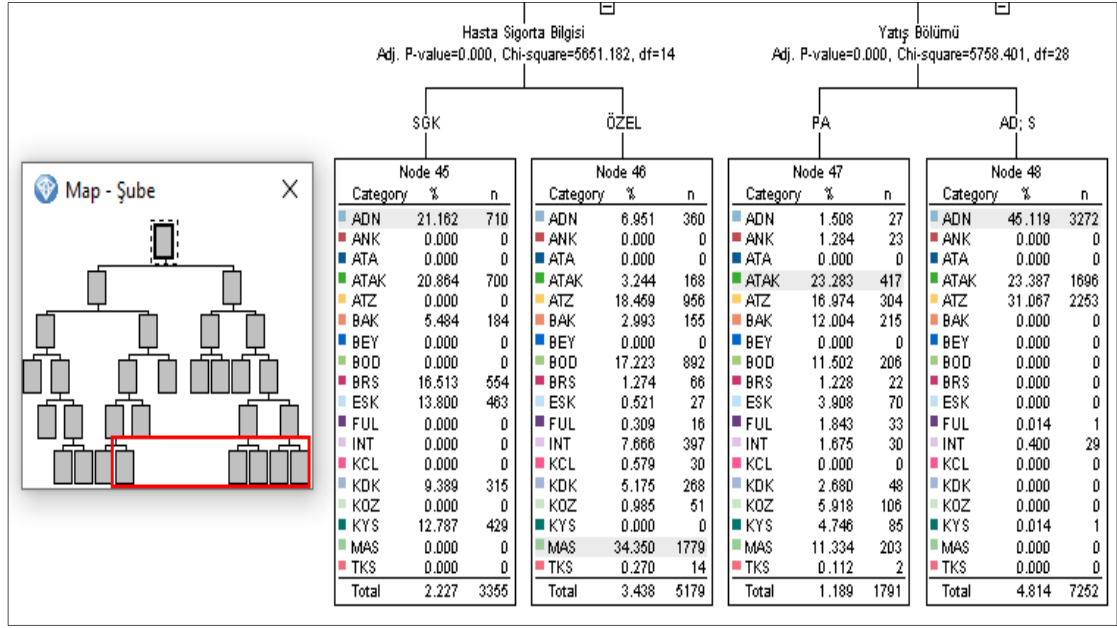 Map - Şube
Hasta Sigorta Bilgisi
Adj. P-value=0.000, Chi-square=5651.182, df=14
SGK
ÖZEL
Node 45
Category % n
ADN 21.162 710
ANK 0.000 0
ATA 0.000 0
ATAK 20.864 700
ATZ 0.000 0
BAK 5.484 184
BEY 0.000 0
BOD 0.000 0
BRS 16.513 554
ESK 13.800 463
FUL 0.000 0
INT 0.000 0
KCL 0.000 0
KDK 9.389 315
KOZ 0.000 0
KYS 12.787 429
MAS 0.000 0
TKS 0.000 0
Total 2.227 3355
Node 46
Category % n
ADN 6.951 360
ANK 0.000 0
ATA 0.000 0
ATAK 3.244 168
ATZ 18.459 956
BAK 2.993 155
BEY 0.000 0
BOD 17.223 892
BRS 1.274 66
ESK 0.521 27
FUL 0.309 16
INT 7.666 397
KCL 0.579 30
KDK 5.175 268
KOZ 0.985 51
KYS 0.000 0
MAS 34.350 1779
TKS 0.270 14
Total 3.438 5179
Yatış Bölümü
Adj. P-value=0.000, Chi-square=5758.401, df=28
PA
AD; S
Node 47
Category % n
ADN 1.508 27
ANK 1.284 23
ATA 0.000 0
ATAK 23.283 417
ATZ 16.974 304
BAK 12.004 215
BEY 0.000 0
BOD 11.502 206
BRS 1.228 22
ESK 3.908 70
FUL 1.843 33
INT 1.675 30
KCL 0.000 0
KDK 2.680 48
KOZ 5.918 106
KYS 4.746 85
MAS 11.334 203
TKS 0.112 2
Total 1.189 1791
Node 48
Category % n
ADN 45.119 3272
ANK 0.000 0
ATA 0.000 0
ATAK 23.387 1696
ATZ 31.067 2253
BAK 0.000 0
BEY 0.000 0
BOD 0.000 0
BRS 0.000 0
ESK 0.000 0
FUL 0.014 1
INT 0.400 29
KCL 0.000 0
KDK 0.000 0
KOZ 0.000 0
KYS 0.014 1
MAS 0.000 0
TKS 0.000 0
Total 4.814 7252